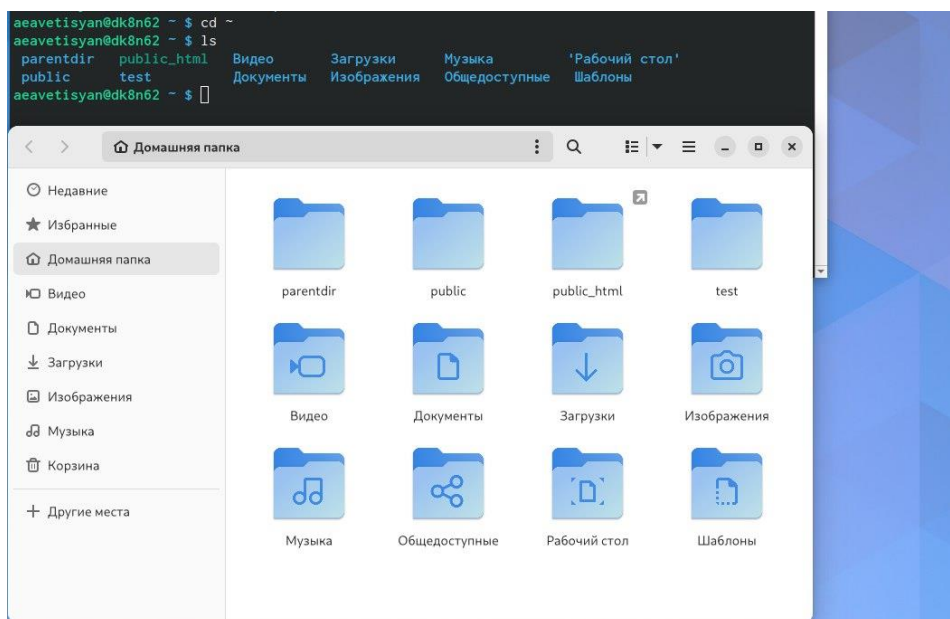 aeavetisyan@dk8n62 ~ $ cd ~
aeavetisyan@dk8n62 ~ $ ls
parentdir public_html Видео Загрузки Музыка 'Рабочий стол'
public test Документы Изображения Общедоступные Шаблоны
aeavetisyan@dk8n62 ~ $
Домашняя папка
Недавние
Избранные
Домашняя папка
Видео
Документы
Загрузки
Изображения
Музыка
Корзина
Другие места
parentdir public public_html test
Видео Документы Загрузки Изображения
Музыка Общедоступные Рабочий стол Шаблоны